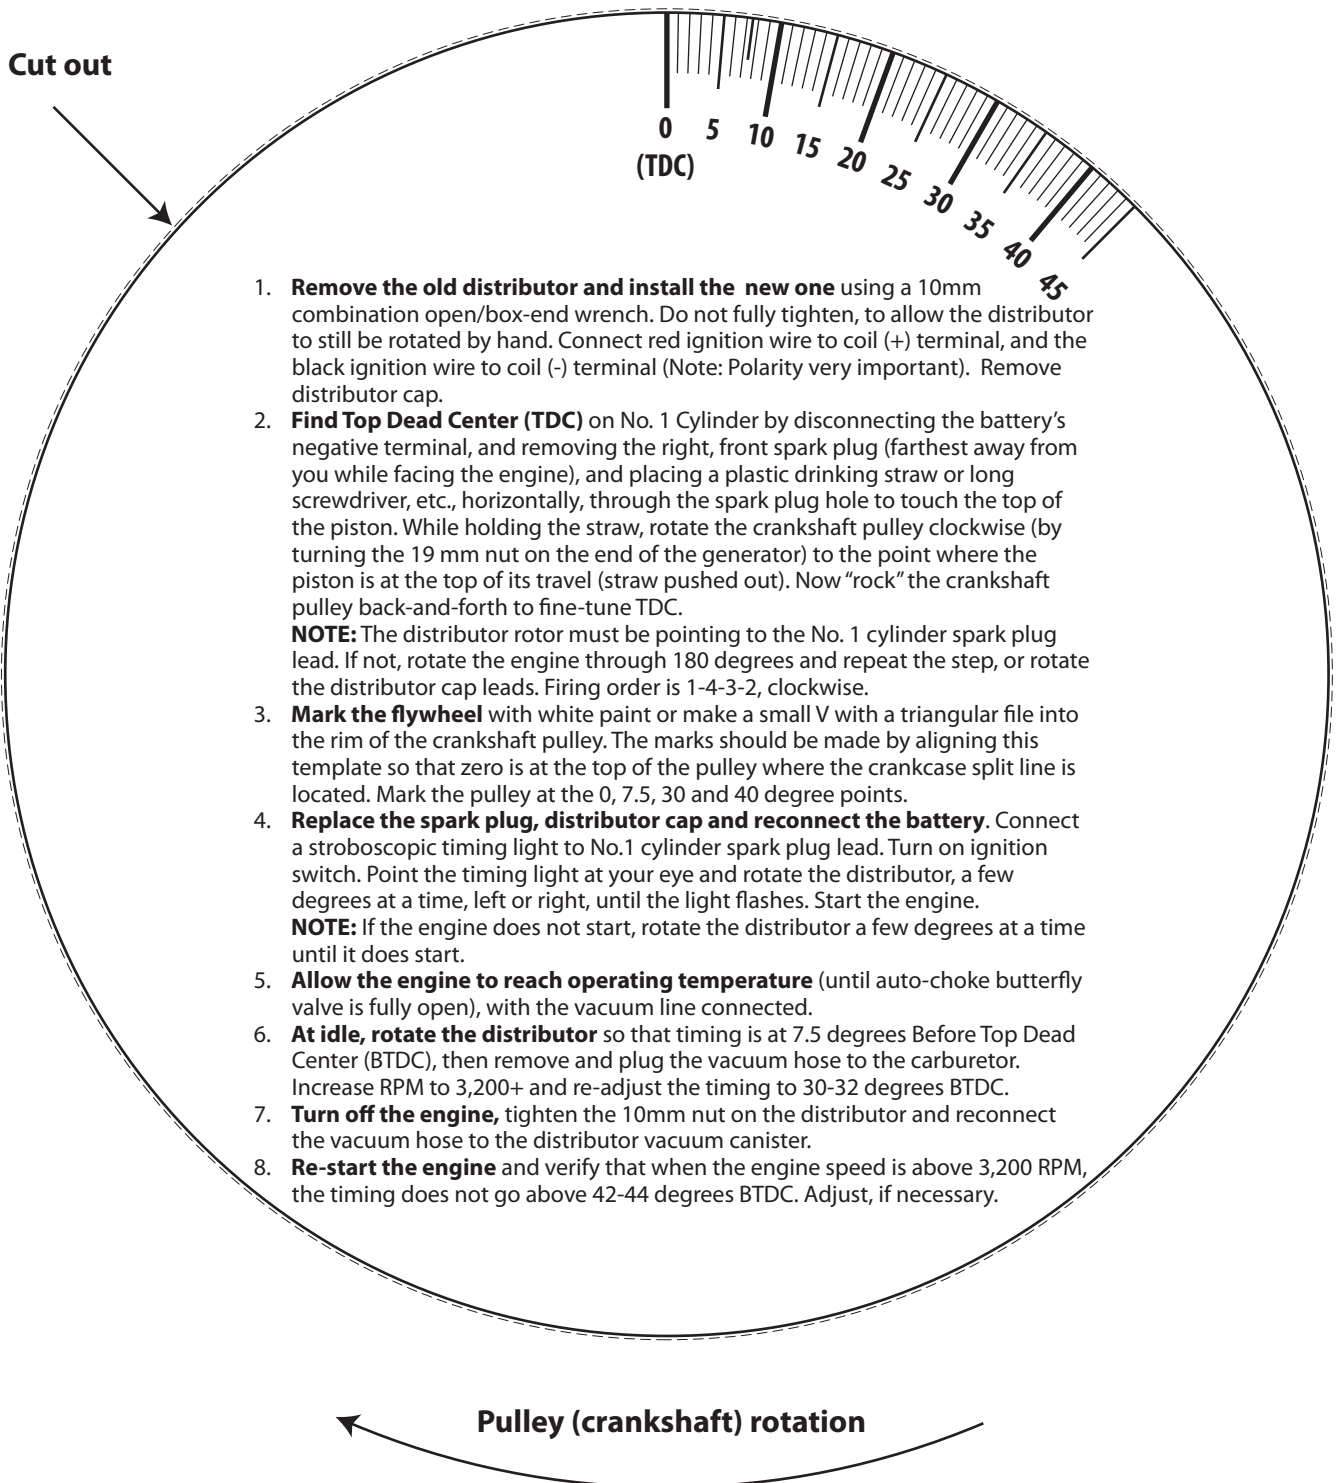 Cut out
0
5
10
15
20
25
30
35
40
45
(TDC)
1. Remove the old distributor and install the new one using a 10mm
combination open/box-end wrench. Do not fully tighten, to allow the distributor
to still be rotated by hand. Connect red ignition wire to coil (+) terminal, and the
black ignition wire to coil (-) terminal (Note: Polarity very important). Remove
distributor cap.
2. Find Top Dead Center (TDC) on No. 1 Cylinder by disconnecting the battery's
negative terminal, and removing the right, front spark plug (farthest away from
you while facing the engine), and placing a plastic drinking straw or long
screwdriver, etc., horizontally, through the spark plug hole to touch the top of
the piston. While holding the straw, rotate the crankshaft pulley clockwise (by
turning the 19 mm nut on the end of the generator) to the point where the
piston is at the top of its travel (straw pushed out). Now “rock” the crankshaft
pulley back-and-forth to fine-tune TDC.
NOTE: The distributor rotor must be pointing to the No. 1 cylinder spark plug
lead. If not, rotate the engine through 180 degrees and repeat the step, or rotate
the distributor cap leads. Firing order is 1-4-3-2, clockwise.
3. Mark the flywheel with white paint or make a small V with a triangular file into
the rim of the crankshaft pulley. The marks should be made by aligning this
template so that zero is at the top of the pulley where the crankcase split line is
located. Mark the pulley at the 0, 7.5, 30 and 40 degree points.
4. Replace the spark plug, distributor cap and reconnect the battery. Connect
a stroboscopic timing light to No.1 cylinder spark plug lead. Turn on ignition
switch. Point the timing light at your eye and rotate the distributor, a few
degrees at a time, left or right, until the light flashes. Start the engine.
NOTE: If the engine does not start, rotate the distributor a few degrees at a time
until it does start.
5. Allow the engine to reach operating temperature (until auto-choke butterfly
valve is fully open), with the vacuum line connected.
6. At idle, rotate the distributor so that timing is at 7.5 degrees Before Top Dead
Center (BTDC), then remove and plug the vacuum hose to the carburetor.
Increase RPM to 3,200+ and re-adjust the timing to 30-32 degrees BTDC.
7. Turn off the engine, tighten the 10mm nut on the distributor and reconnect
the vacuum hose to the distributor vacuum canister.
8. Re-start the engine and verify that when the engine speed is above 3,200 RPM,
the timing does not go above 42-44 degrees BTDC. Adjust, if necessary.
Pulley (crankshaft) rotation